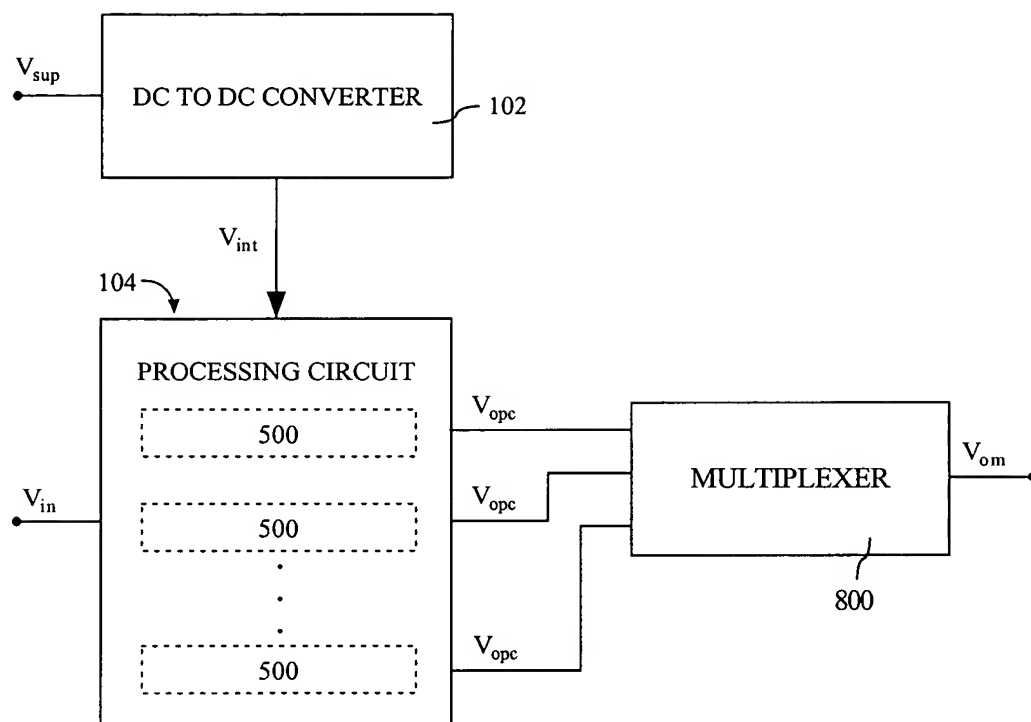 V_sup
DC TO DC CONVERTER
102
V_int
104
PROCESSING CIRCUIT
500
V_opc
V_in
500
V_opc
500
V_opc
MULTIPLEXER
V_om
800